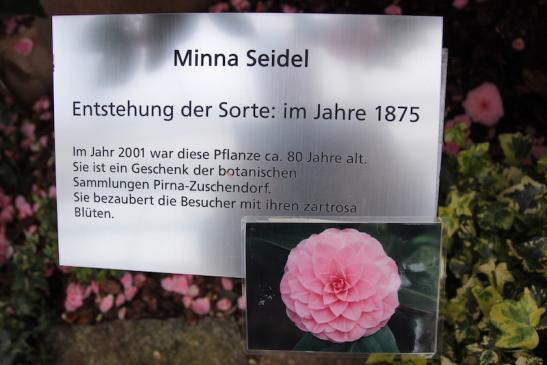 Minna Seidel
Entstehung der Sorte: im Jahre 1875
Im Jahr 2001 war diese Pflanze ca. 80 Jahre alt.
Sie ist ein Geschenk der botanischen
Sammlungen Pirna-Zuschendorf.
Sie bezaubert die Besucher mit ihren zartrosa
Blüten.